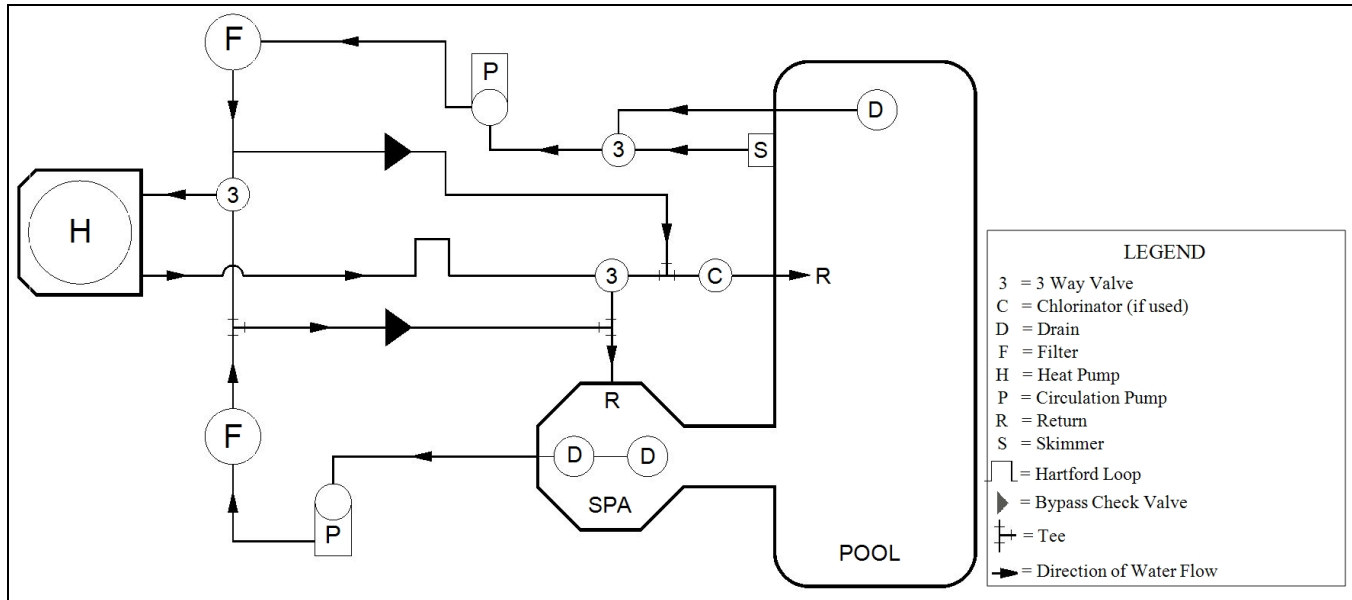 F
P
D
3
S
3
H
3
C
R
R
F
D
D
SPA
P
POOL
LEGEND
3 = 3 Way Valve
C = Chlorinator (if used)
D = Drain
F = Filter
H = Heat Pump
P = Circulation Pump
R = Return
S = Skimmer
= Hartford Loop
= Bypass Check Valve
= Tee
= Direction of Water Flow